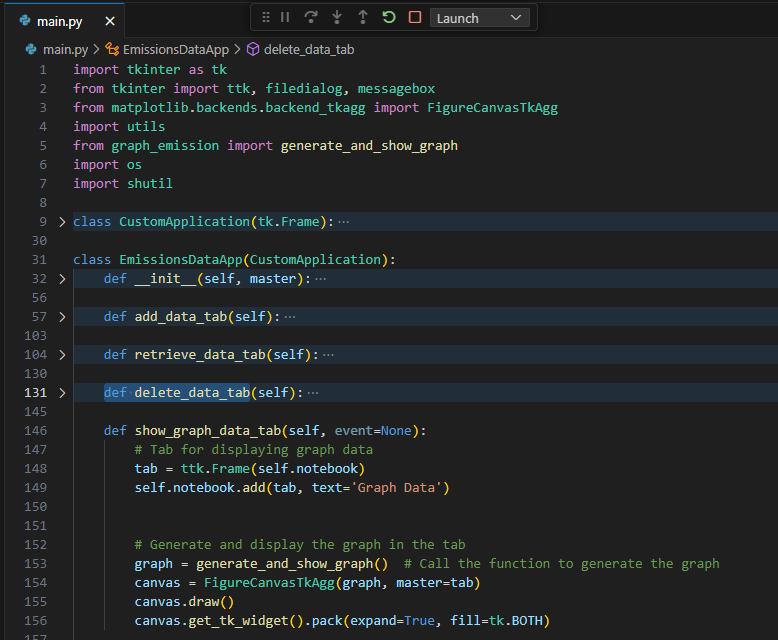 main.py ×
Launch
main.py > EmissionsDataApp > delete_data_tab
1 import tkinter as tk
2 from tkinter import ttk, filedialog, messagebox
3 from matplotlib.backends.backend_tkagg import FigureCanvasTkAgg
4 import utils
5 from graph_emission import generate_and_show_graph
6 import os
7 import shutil
8
9 > class CustomApplication(tk.Frame): ···
30
31 class EmissionsDataApp(CustomApplication):
32 > def __init__(self, master): ···
56
57 > def add_data_tab(self): ···
103
104 > def retrieve_data_tab(self): ···
130
131 > def delete_data_tab(self): ···
145
146 def show_graph_data_tab(self, event=None):
147 # Tab for displaying graph data
148 tab = ttk.Frame(self.notebook)
149 self.notebook.add(tab, text='Graph Data')
150
151
152 # Generate and display the graph in the tab
153 graph = generate_and_show_graph()  # Call the function to generate the graph
154 canvas = FigureCanvasTkAgg(graph, master=tab)
155 canvas.draw()
156 canvas.get_tk_widget().pack(expand=True, fill=tk.BOTH)
157